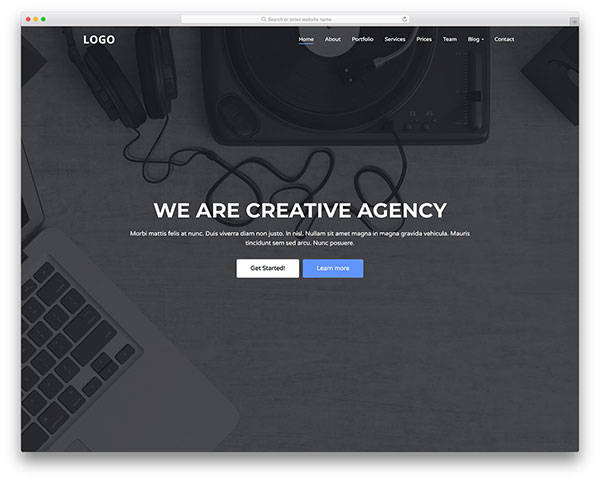 Search or enter website name
LOGO
Home About Portfolio Services Prices Team Blog Contact
WE ARE CREATIVE AGENCY
Morbi mattis felis at nunc. Duis viverra diam non justo. In nisl. Nullam sit amet magna in magna gravida vehicula. Mauris
tincidunt sem sed arcu. Nunc posuere.
Get Started! Learn more